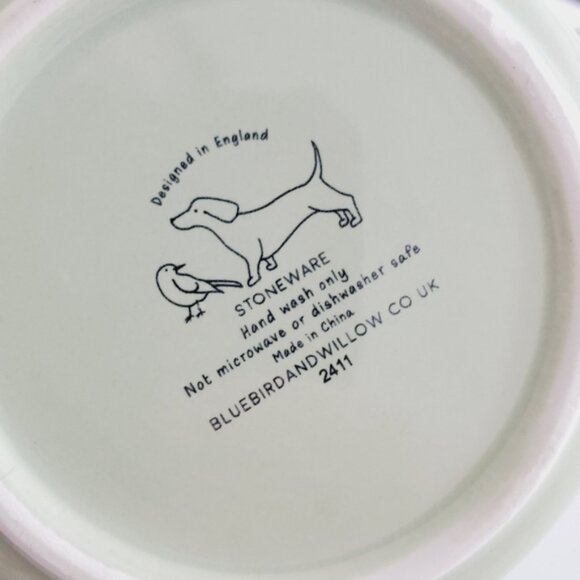 Designed in England
STONEWARE
Hand wash only
Not microwave or dishwasher safe
Made in China
BLUEBIRDANDWILLOW CO UK
2411